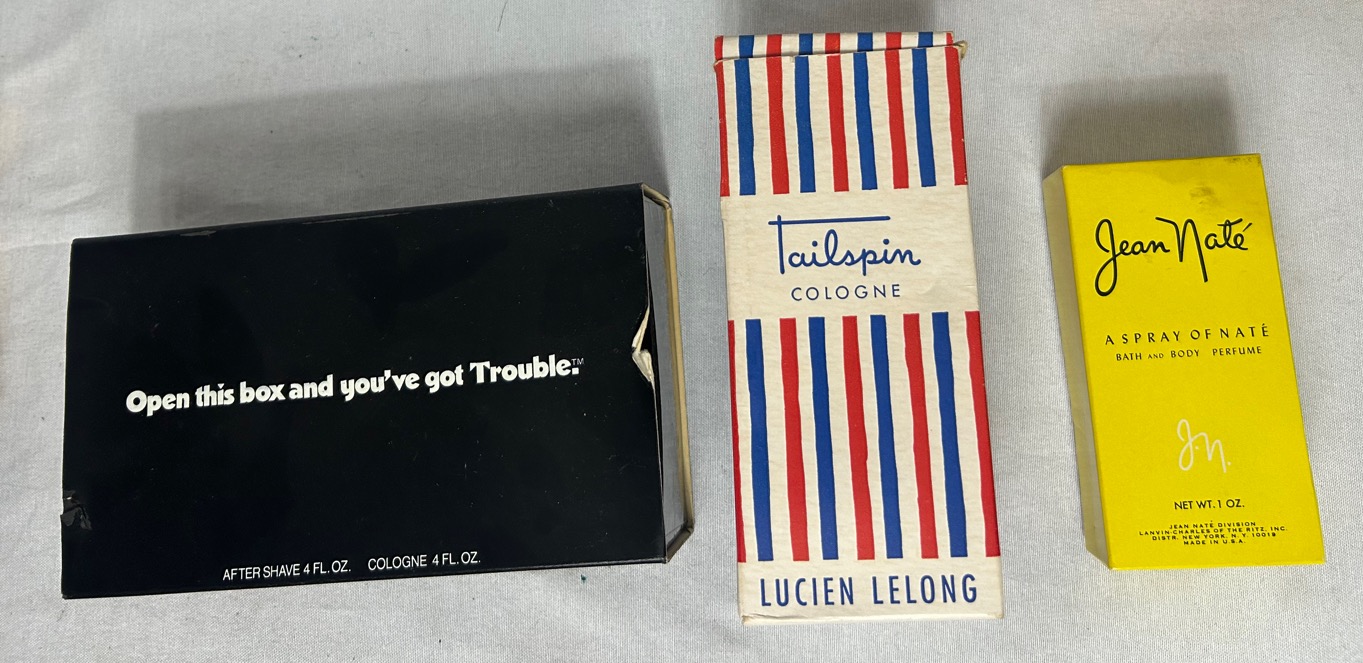 Open this box and you've got Trouble.™
AFTER SHAVE 4 FL. OZ. COLOGNE 4 FL. OZ.
Tailspin
COLOGNE
LUCIEN LELONG
Jean Naté
A SPRAY OF NATÉ
BATH AND BODY PERFUME
J.N.
NET WT. 1 OZ.
JEAN NATÉ DIVISION
LANVIN-CHARLES OF THE RITZ, INC.
DISTR. NEW YORK, N.Y. 10019
MADE IN U.S.A.